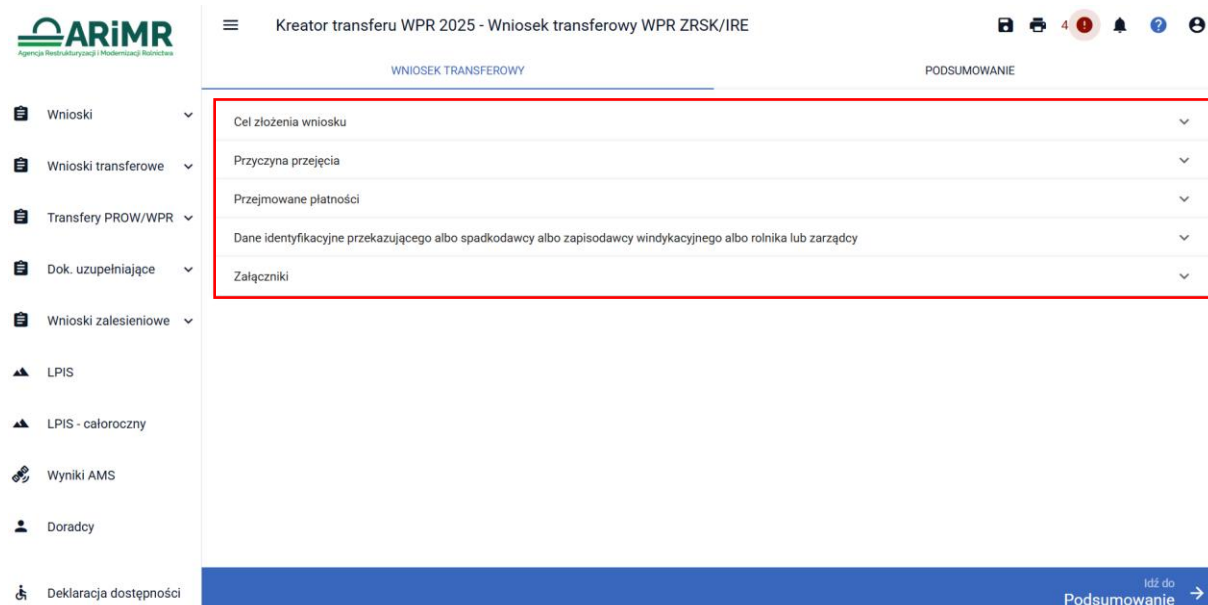 ARiMR
Agencja Restrukturyzacji i Modernizacji Rolnictwa
Kreator transferu WPR 2025 - Wniosek transferowy WPR ZRSK/IRE
4
WNIOSEK TRANSFEROWY
PODSUMOWANIE
Wnioski
Wnioski transferowe
Transfery PROW/WPR
Dok. uzupełniające
Wnioski zalesieniowe
LPIS
LPIS - całoroczny
Wyniki AMS
Doradcy
Deklaracja dostępności
Cel złożenia wniosku
Przyczyna przejęcia
Przejmowane płatności
Dane identyfikacyjne przekazującego albo spadkodawcy albo zapisodawcy windykacyjnego albo rolnika lub zarządcy
Załączniki
Idź do
Podsumowanie